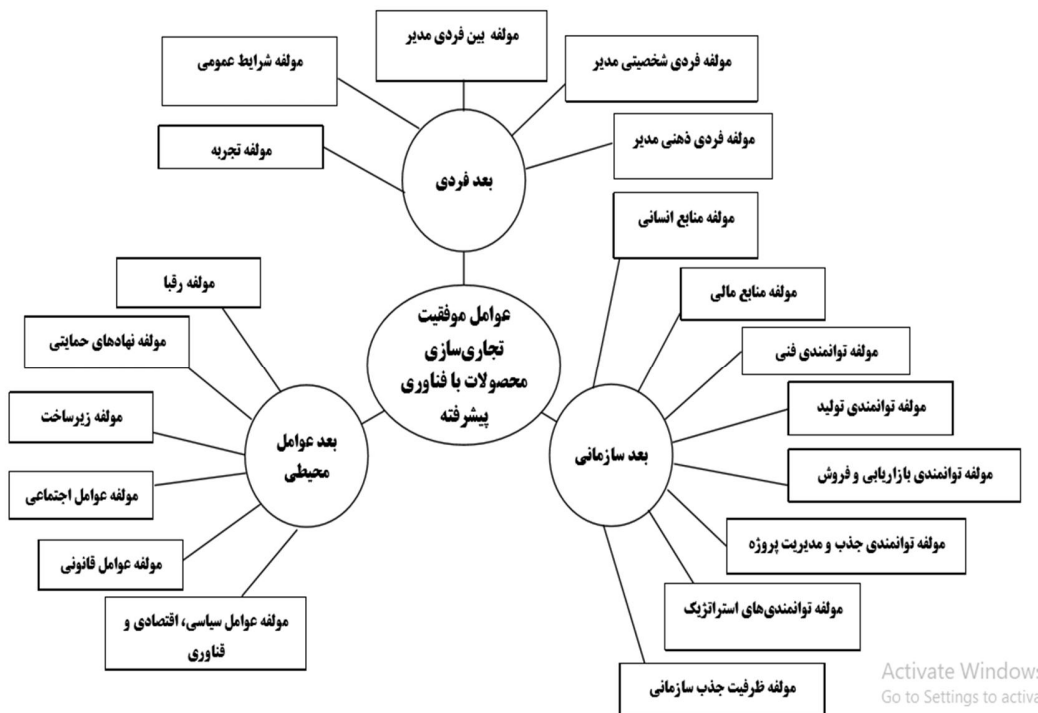 مولفه بین فردی مدیر
مولفه شرایط عمومی
مولفه فردی شخصیتی مدیر
مولفه تجربه
بعد فردی
مولفه فردی ذهنی مدیر
مولفه منابع انسانی
مولفه رقبا
مولفه منابع مالی
عوامل موفقیت
تجاری‌سازی
محصولات با فناوری
پیشرفته
مولفه نهادهای حمایتی
مولفه توانمندی فنی
مولفه زیرساخت
مولفه توانمندی تولید
بعد عوامل
محیطی
بعد سازمانی
مولفه توانمندی بازاریابی و فروش
مولفه عوامل اجتماعی
مولفه توانمندی جذب و مدیریت پروژه
مولفه عوامل قانونی
مولفه توانمندی‌های استراتژیک
مولفه عوامل سیاسی، اقتصادی و
فناوری
مولفه ظرفیت جذب سازمانی
Activate Windows
Go to Settings to activa